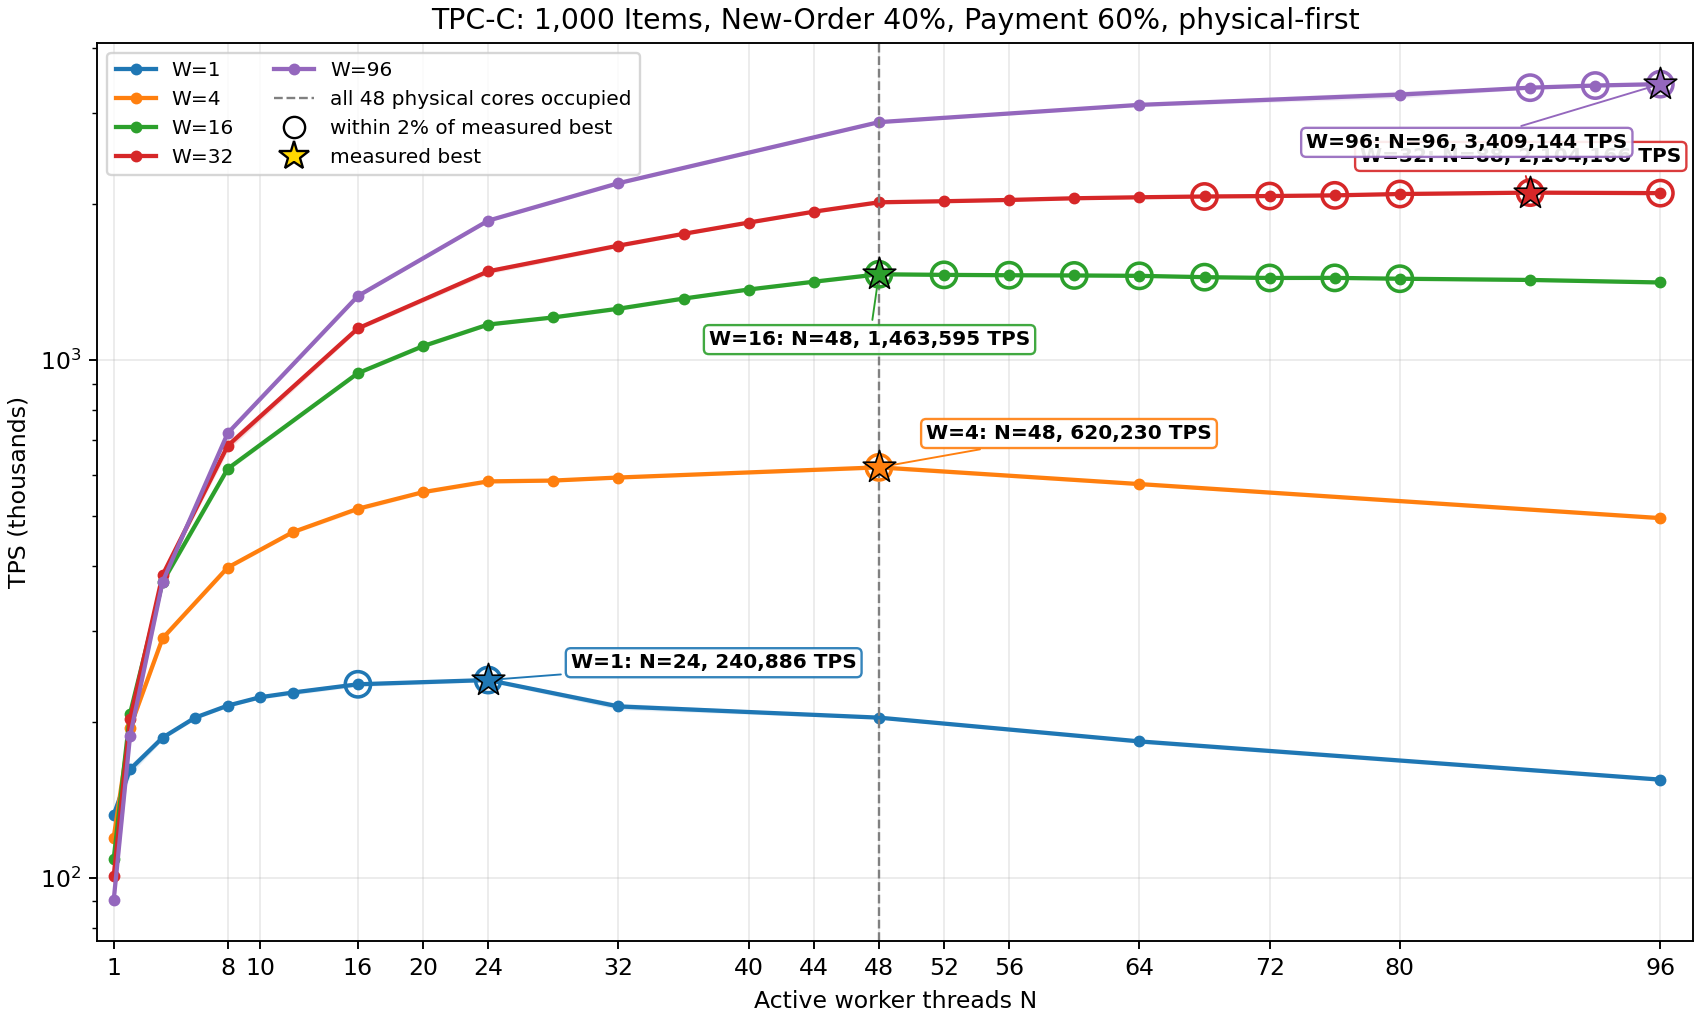 TPC-C: 1,000 Items, New-Order 40%, Payment 60%, physical-first
W=1
W=4
W=16
W=32
W=96
all 48 physical cores occupied
within 2% of measured best
measured best
W=96: N=96, 3,409,144 TPS
TPS
W=16: N=48, 1,463,595 TPS
W=4: N=48, 620,230 TPS
W=1: N=24, 240,886 TPS
TPS (thousands)
10³
10²
1 8 10 16 20 24 32 40 44 48 52 56 64 72 80 96
Active worker threads N